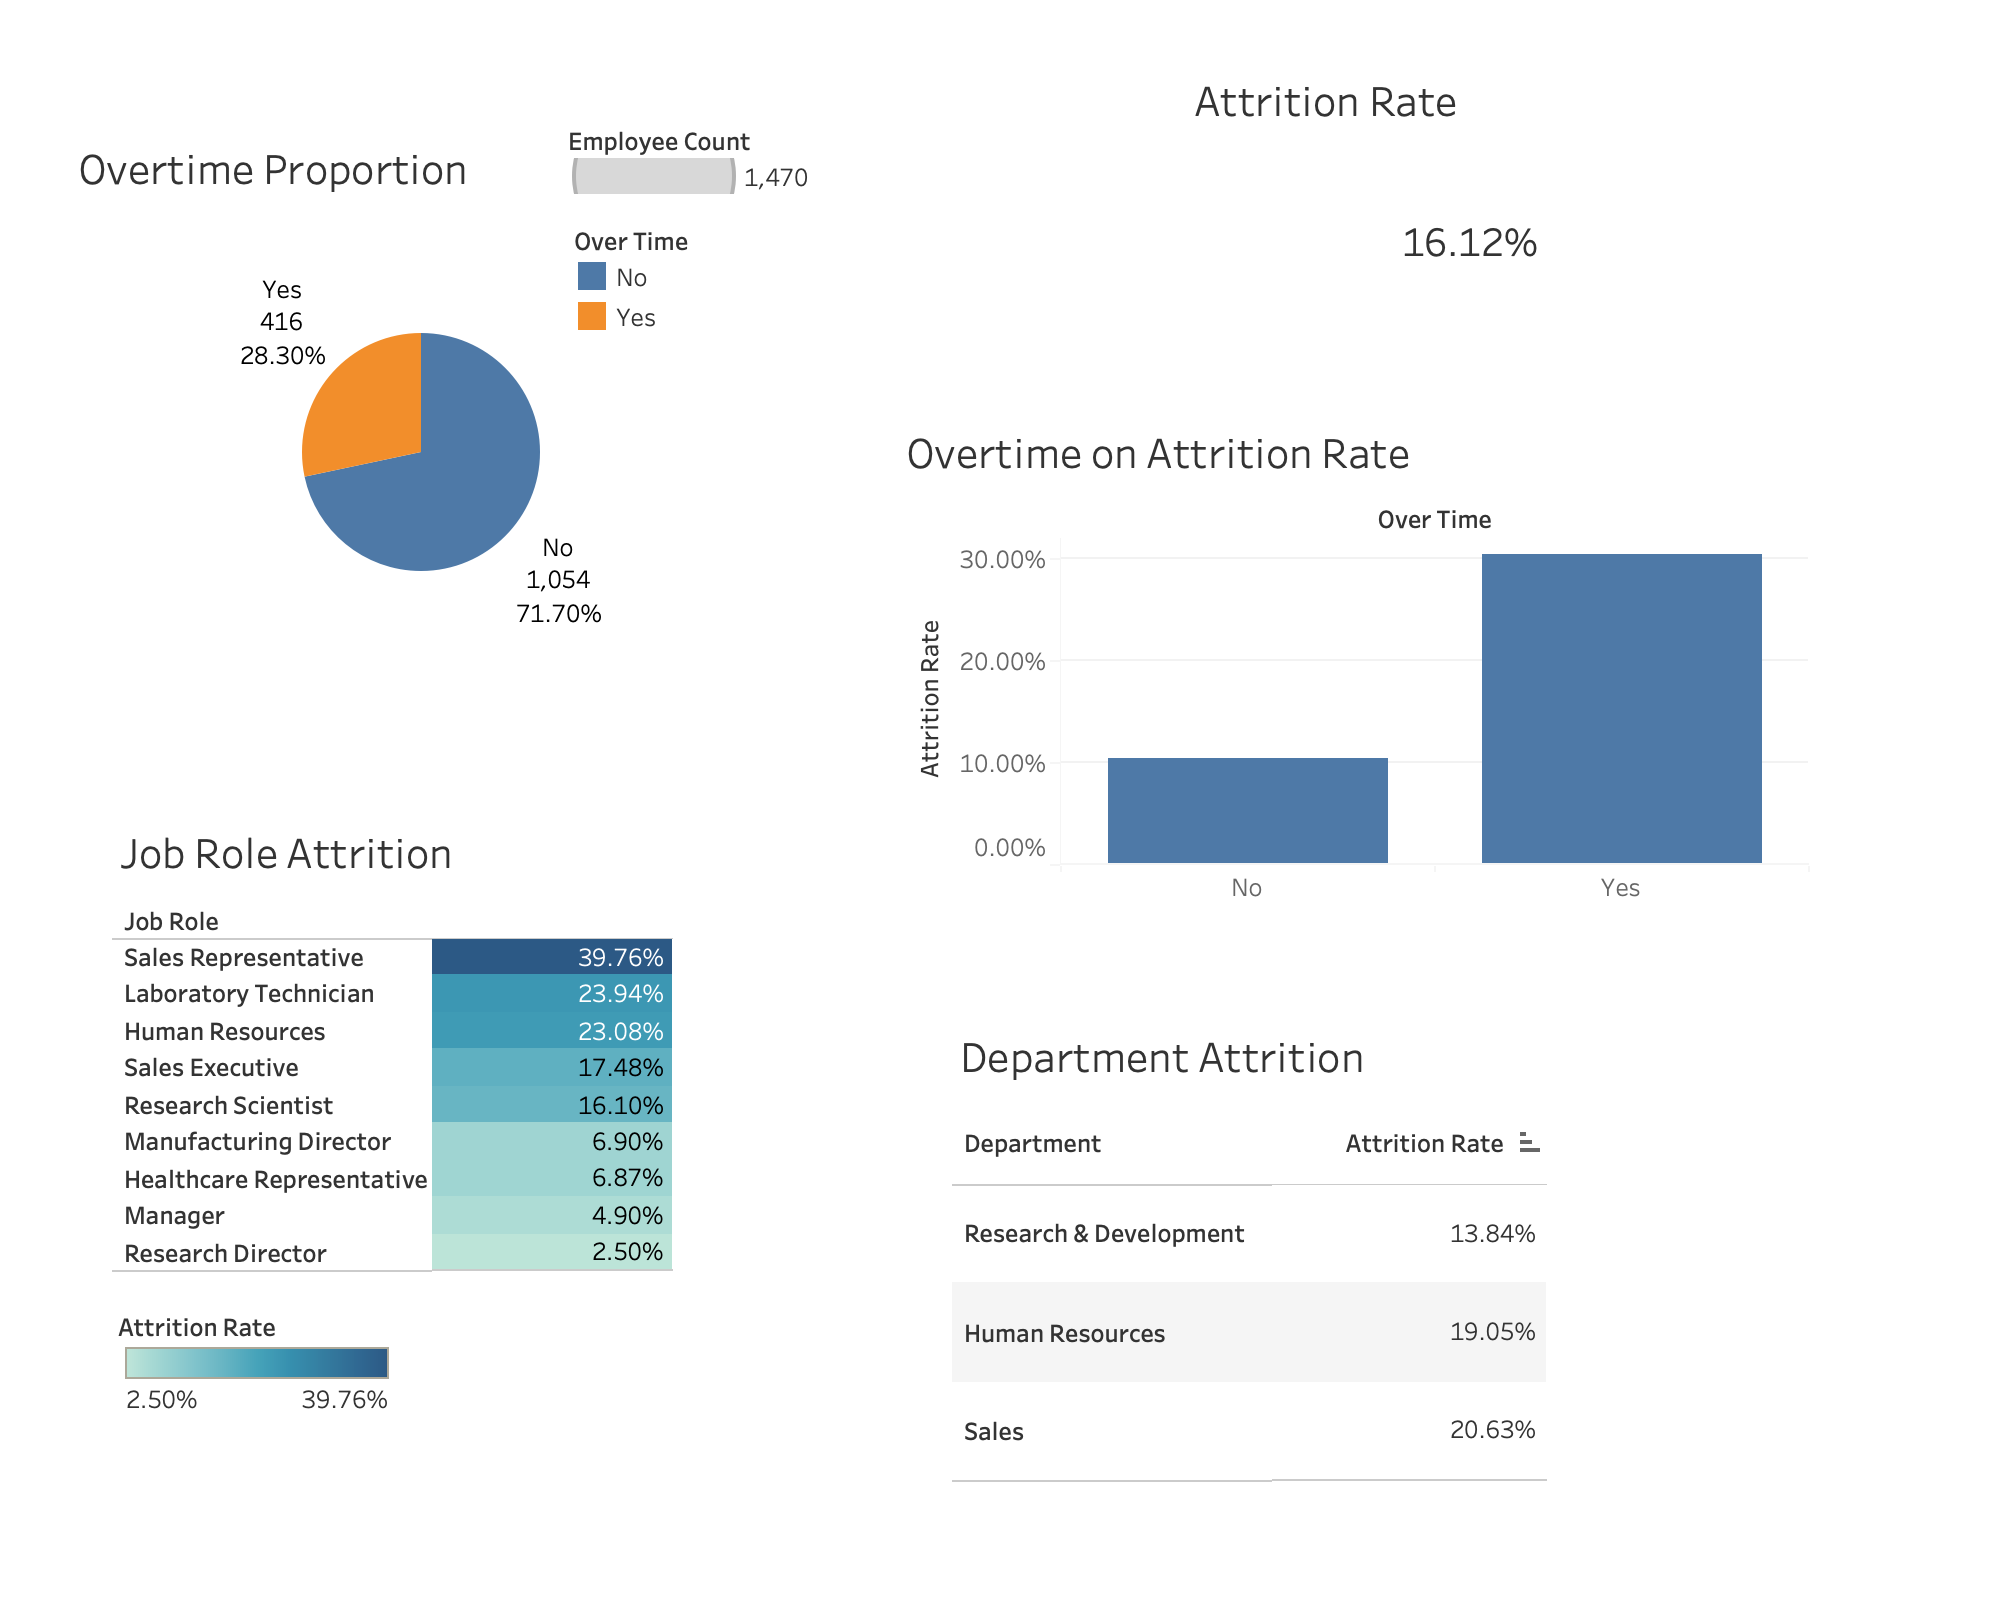 Overtime Proportion
Employee Count
1,470
Over Time
No
Yes
Yes
416
28.30%
No
1,054
71.70%
Attrition Rate
16.12%
Overtime on Attrition Rate
Over Time
Attrition Rate
30.00%
20.00%
10.00%
0.00%
No Yes
Job Role Attrition
Job Role
Sales Representative 39.76%
Laboratory Technician 23.94%
Human Resources 23.08%
Sales Executive 17.48%
Research Scientist 16.10%
Manufacturing Director 6.90%
Healthcare Representative 6.87%
Manager 4.90%
Research Director 2.50%
Attrition Rate
2.50% 39.76%
Department Attrition
Department Attrition Rate
Research & Development 13.84%
Human Resources 19.05%
Sales 20.63%